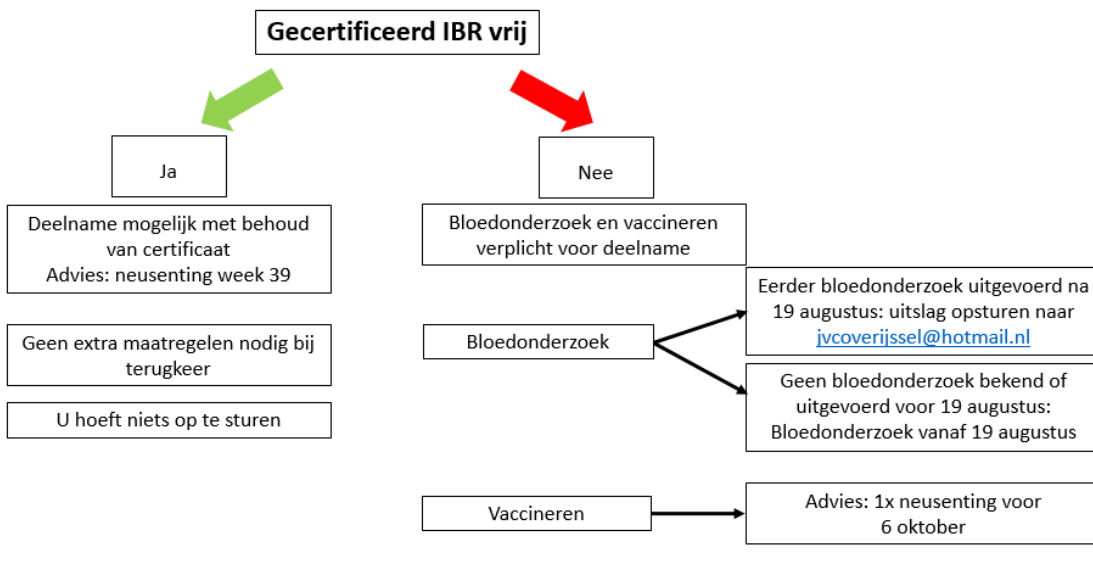 Gecertificeerd IBR vrij
Ja
Deelname mogelijk met behoud
van certificaat
Advies: neusenting week 39
Geen extra maatregelen nodig bij
terugkeer
U hoeft niets op te sturen
Nee
Bloedonderzoek en vaccineren
verplicht voor deelname
Bloedonderzoek
Eerder bloedonderzoek uitgevoerd na
19 augustus: uitslag opsturen naar
jvcoverijssel@hotmail.nl
Geen bloedonderzoek bekend of
uitgevoerd voor 19 augustus:
Bloedonderzoek vanaf 19 augustus
Vaccineren
Advies: 1x neusenting voor
6 oktober